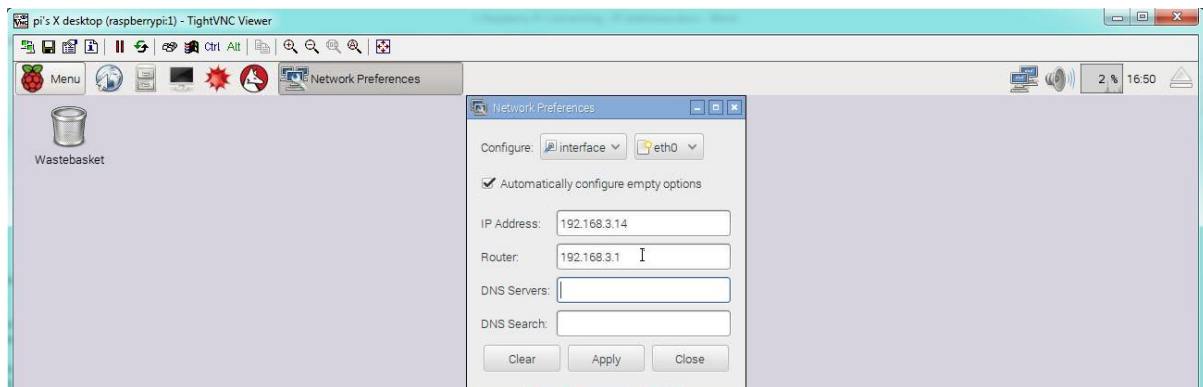 pi's X desktop (raspberrypi:1) - TightVNC Viewer
Ctrl Alt
Menu
Network Preferences
2 %
16:50
Wastebasket
Network Preferences
Configure: interface eth0
Automatically configure empty options
IP Address: 192.168.3.14
Router: 192.168.3.1
DNS Servers:
DNS Search:
Clear Apply Close